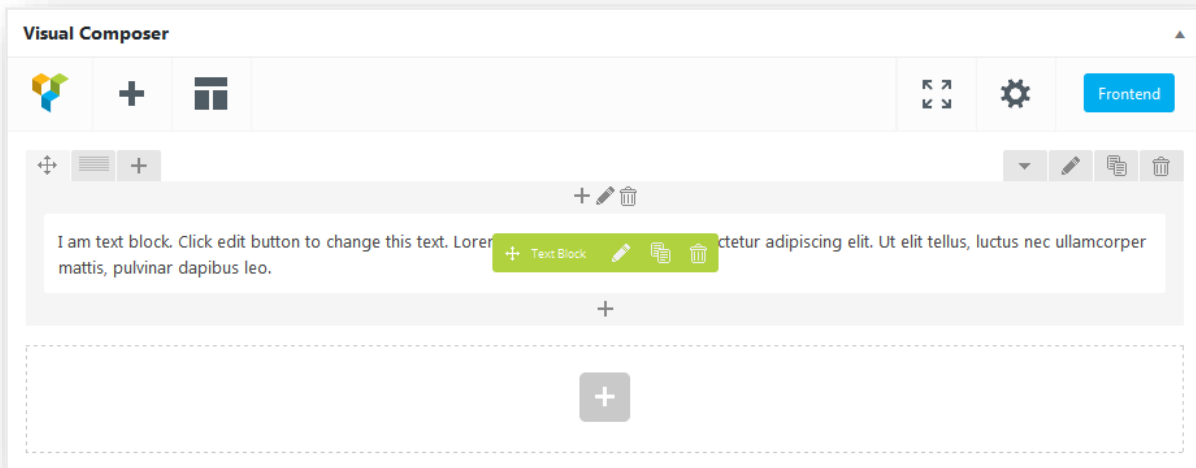 Visual Composer
Frontend
I am text block. Click edit button to change this text. Lorem ctetur adipiscing elit. Ut elit tellus, luctus nec ullamcorper
Text Block
mattis, pulvinar dapibus leo.